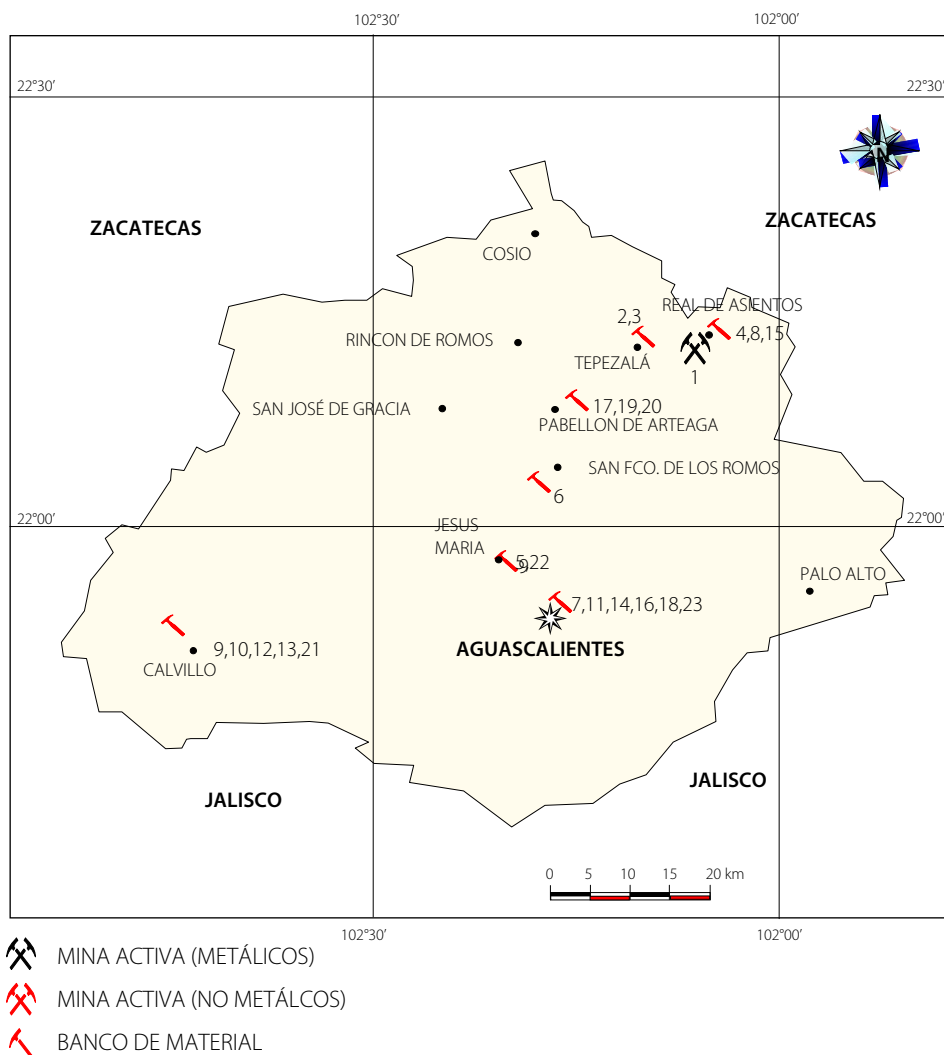 102°30’
102°00’
22°30’
22°30’
N
ZACATECAS
ZACATECAS
COSIO
REAL DE ASIENTOS
2,3
4,8,15
RINCON DE ROMOS
TEPEZALÁ
1
SAN JOSÉ DE GRACIA
17,19,20
PABELLON DE ARTEAGA
SAN FCO. DE LOS ROMOS
6
22°00’
22°00’
JESUS
MARIA
5,22
9
PALO ALTO
7,11,14,16,18,23
AGUASCALIENTES
9,10,12,13,21
CALVILLO
JALISCO
JALISCO
0 5 10 15 20 km
102°30’
102°00’
MINA ACTIVA (METÁLICOS)
MINA ACTIVA (NO METÁLCOS)
BANCO DE MATERIAL